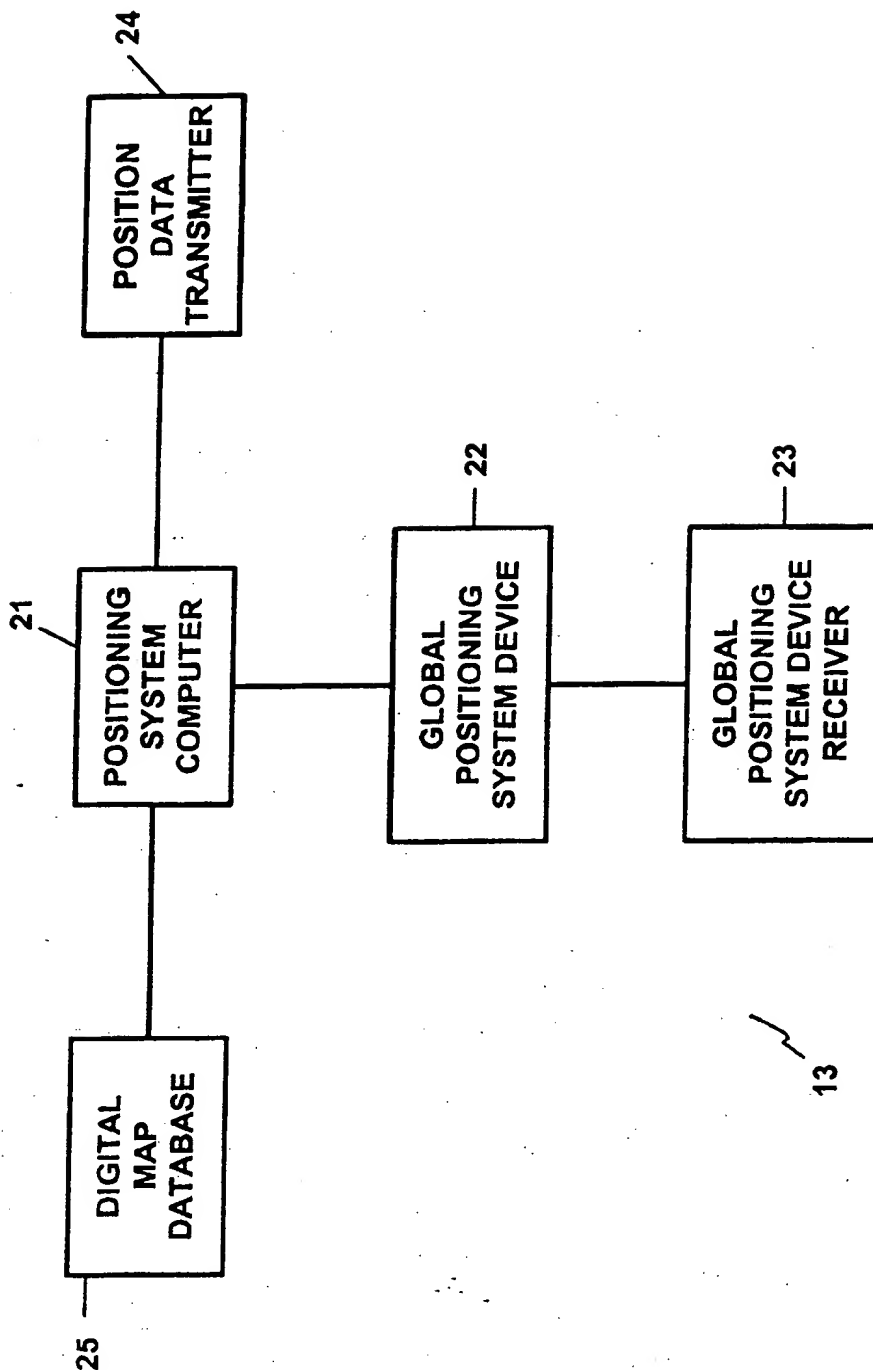 21
POSITIONING
SYSTEM
COMPUTER
25
DIGITAL
MAP
DATABASE
24
POSITION
DATA
TRANSMITTER
22
GLOBAL
POSITIONING
SYSTEM DEVICE
23
GLOBAL
POSITIONING
SYSTEM DEVICE
RECEIVER
13